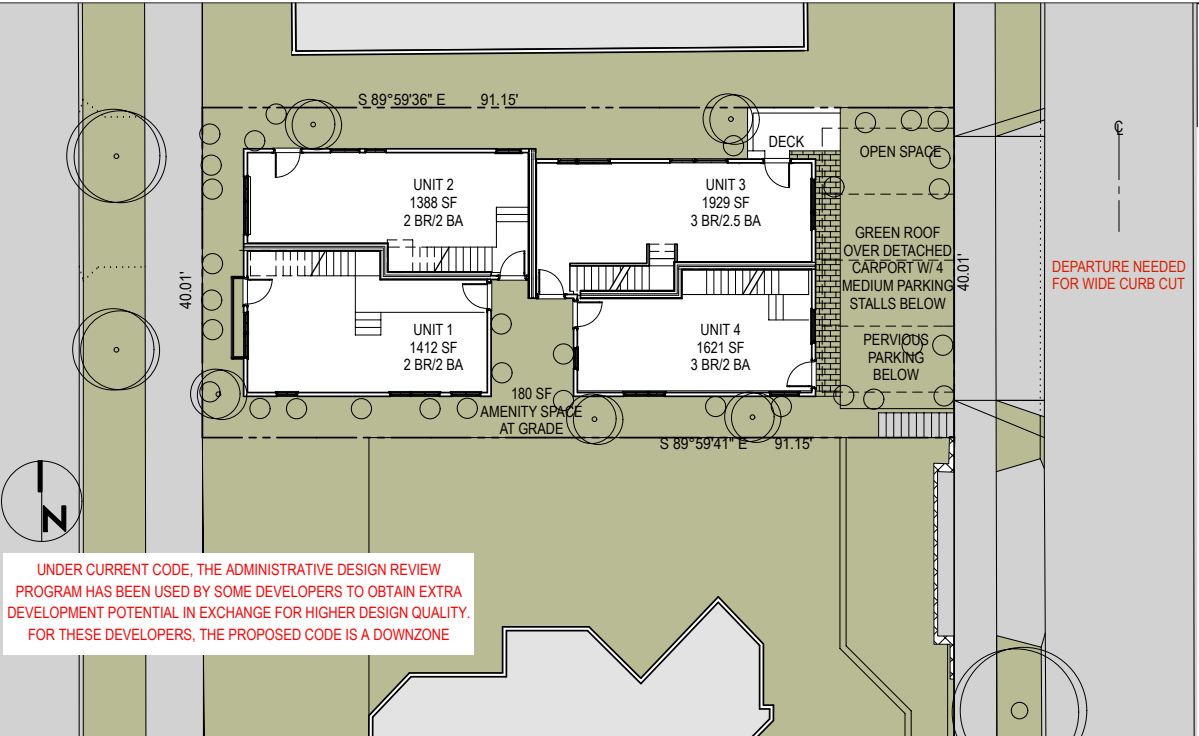 S 89°59'36" E 91.15'
DECK
OPEN SPACE
℄
UNIT 2
1388 SF
2 BR/2 BA
UNIT 3
1929 SF
3 BR/2.5 BA
GREEN ROOF
OVER DETACHED
CARPORT W/ 4
MEDIUM PARKING
STALLS BELOW
40.01'
40.01'
DEPARTURE NEEDED
FOR WIDE CURB CUT
UNIT 1
1412 SF
2 BR/2 BA
UNIT 4
1621 SF
3 BR/2 BA
PERVIOUS
PARKING
BELOW
180 SF
AMENITY SPACE
AT GRADE
S 89°59'41" E 91.15'
N
UNDER CURRENT CODE, THE ADMINISTRATIVE DESIGN REVIEW
PROGRAM HAS BEEN USED BY SOME DEVELOPERS TO OBTAIN EXTRA
DEVELOPMENT POTENTIAL IN EXCHANGE FOR HIGHER DESIGN QUALITY.
FOR THESE DEVELOPERS, THE PROPOSED CODE IS A DOWNZONE